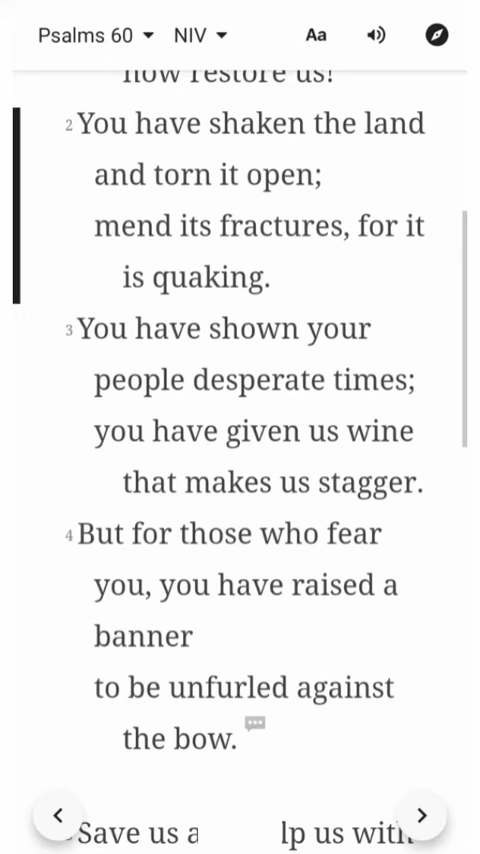 Psalms 60 NIV Aa
now restore us!
2 You have shaken the land
and torn it open;
mend its fractures, for it
is quaking.
3 You have shown your
people desperate times;
you have given us wine
that makes us stagger.
4 But for those who fear
you, you have raised a
banner
to be unfurled against
the bow.
Save us us with